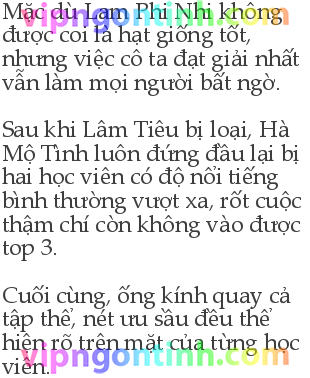 Mặc dù Lam Phi Nhi không
vipngontinh.com
được coi là hạt giống tốt,
nhưng việc cô ta đạt giải nhất
vẫn làm mọi người bất ngờ.
Sau khi Lâm Tiêu bị loại, Hà
Mộ Tình luôn đứng đầu lại bị
hai học viên có độ nổi tiếng
bình thường vượt xa, rốt cuộc
thậm chí còn không vào được
top 3.
Cuối cùng, ống kính quay cả
tập thể, nét ưu sầu đều thể
hiện rõ trên mặt của từng học
vipngontinh.com
viên.